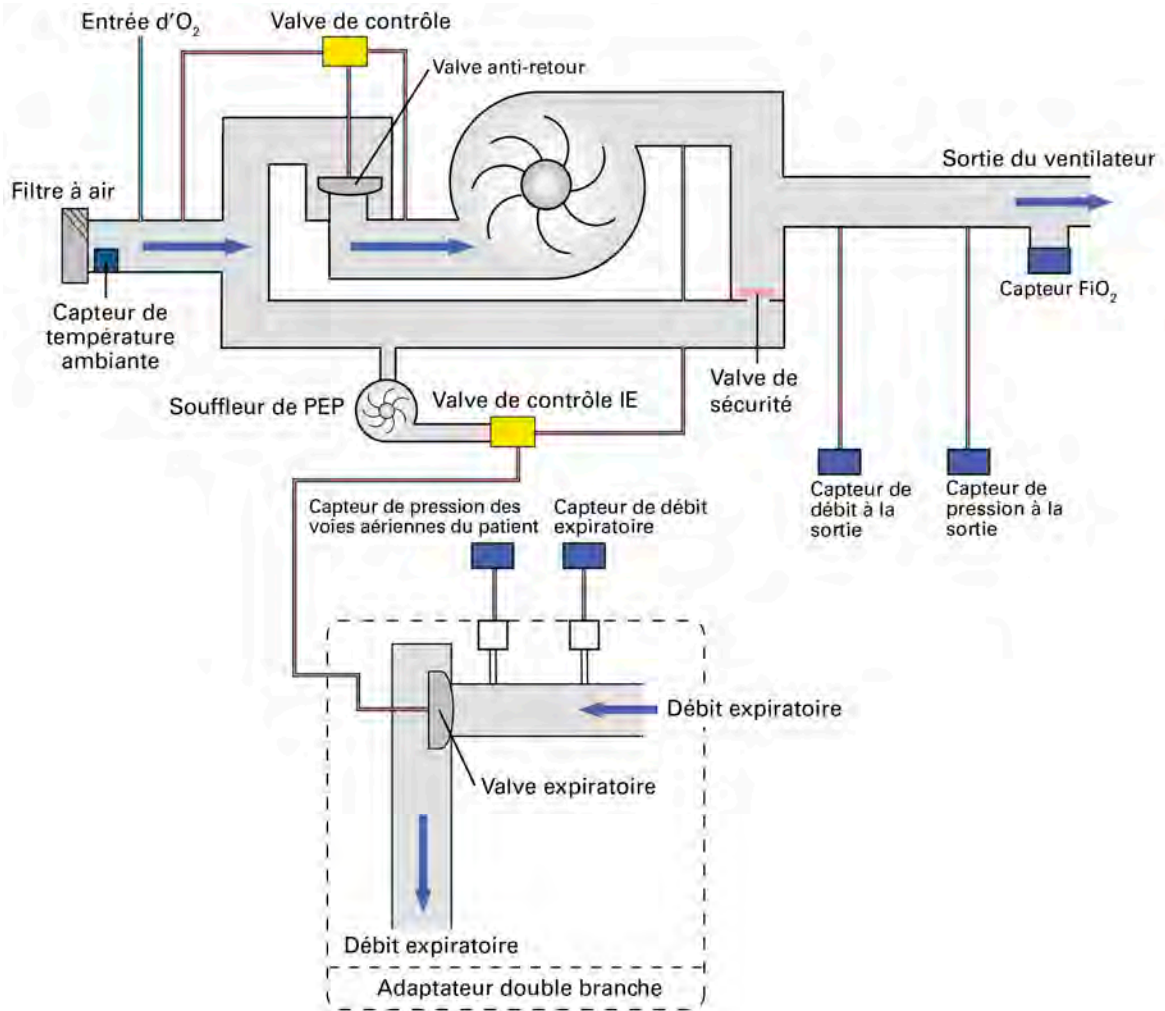 Entrée d'O₂
Valve de contrôle
Valve anti-retour
Sortie du ventilateur
Filtre à air
Capteur FiO₂
Capteur de
température
ambiante
Valve de
sécurité
Souffleur de PEP
Valve de contrôle IE
Capteur de
débit à la
sortie
Capteur de
pression à la
sortie
Capteur de pression des
voies aériennes du patient
Capteur de débit
expiratoire
Débit expiratoire
Valve expiratoire
Débit expiratoire
Adaptateur double branche